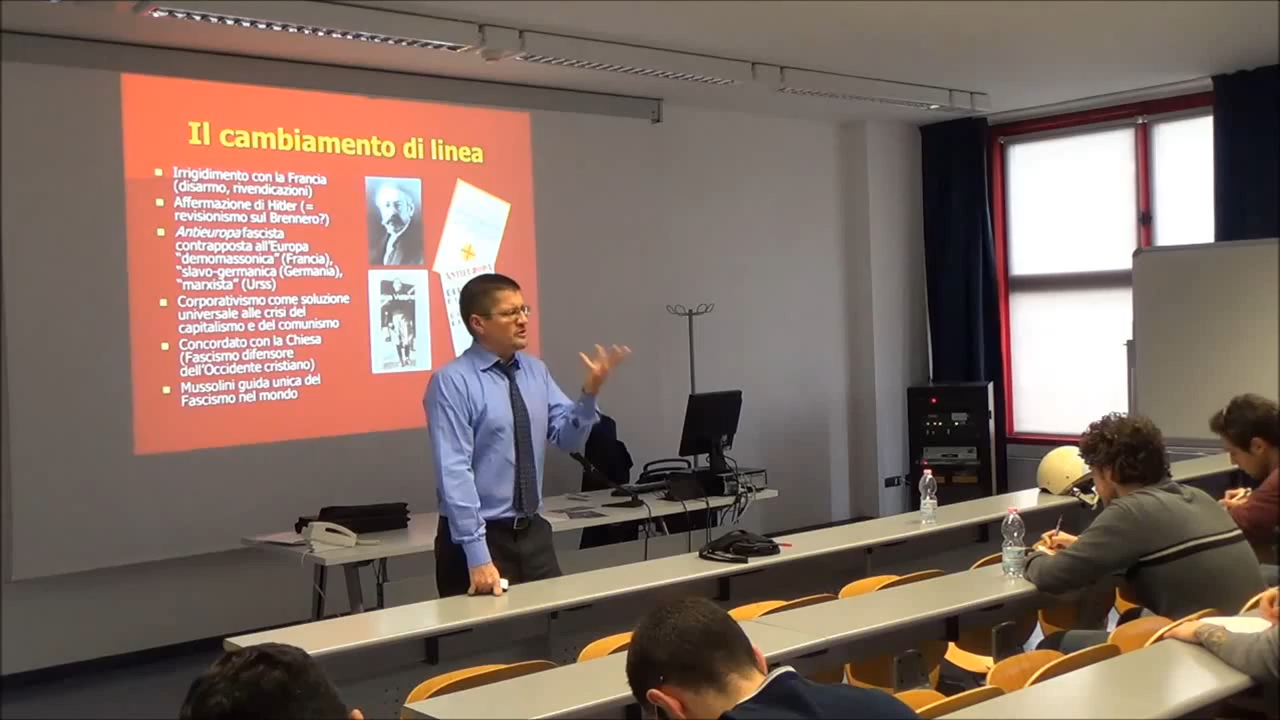 Il cambiamento di linea
Irrigidimento con la Francia
(disarmo, rivendicazioni)
Affermazione di Hitler (=
revisionismo sul Brennero?)
Antieuropa fascista
contrapposta all'Europa
"demomassonica" (Francia),
"slavo-germanica (Germania),
"marxista" (Urss)
Corporativismo come soluzione
universale alle crisi del
capitalismo e del comunismo
Concordato con la Chiesa
(Fascismo difensore
dell'Occidente cristiano)
Mussolini guida unica del
Fascismo nel mondo
ANTIEUROPA